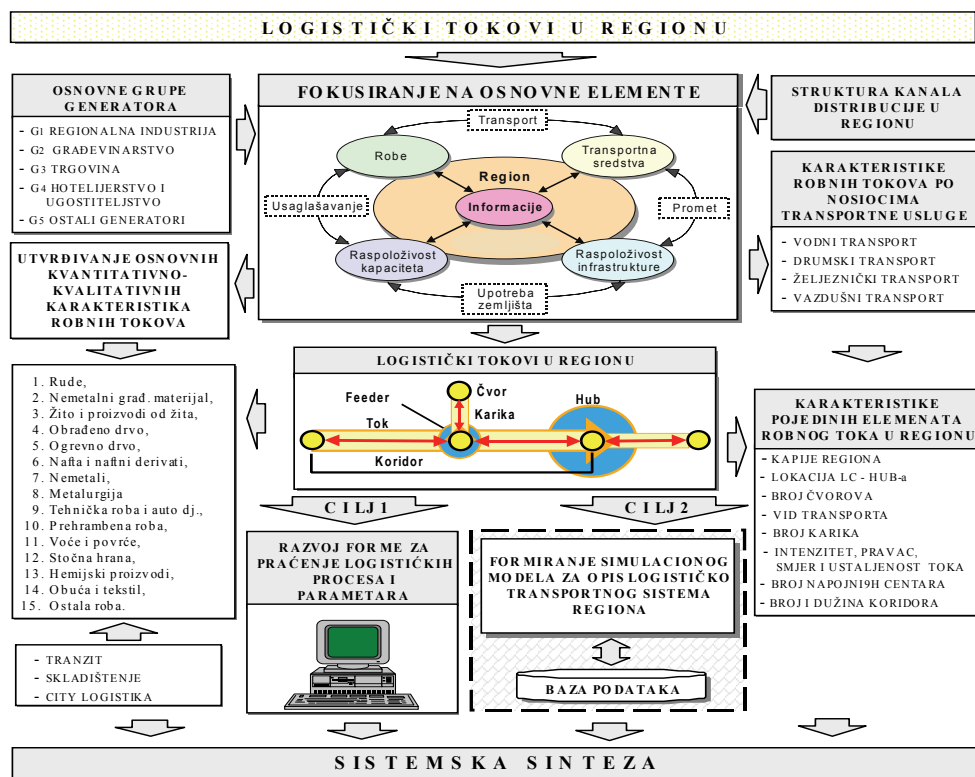 LOGISTIČKI TOKOVI U REGIONU
OSNOVNE GRUPE
GENERATORA
- G1 REGIONALNA INDUSTRIJA
- G2 GRAĐEVINARSTVO
- G3 TRGOVINA
- G4 HOTELIJERSTVO I
UGOSTITELJSTVO
- G5 OSTALI GENERATORI
UTVRĐIVANJE OSNOVNIH
KVANTITATIVNO-
KVALITATIVNIH
KARAKTERISTIKA
ROBNIH TOKOVA
FOKUSIRANJE NA OSNOVNE ELEMENTE
Transport
Robe
Transportna
sredstva
Region
Usaglašavanje
Informacije
Promet
Raspoloživost
kapaciteta
Raspoloživost
infrastrukture
Upotreba
zemljišta
STRUKTURA KANALA
DISTRIBUCIJE U
REGIONU
KARAKTERISTIKE
ROBNIH TOKOVA PO
NOSIOCIMA
TRANSPORTNE USLUGE
- VODNI TRANSPORT
- DRUMSKI TRANSPORT
- ŽELJEZNIČKI TRANSPORT
- VAZDUŠNI TRANSPORT
1. Rude,
2. Nemetalni grad. materijal,
3. Žito i proizvodi od žita,
4. Obrađeno drvo,
5. Ogrevno drvo,
6. Nafta i naftni derivati,
7. Nemetali,
8. Metalurgija
9. Tehnička roba i auto dj.,
10. Prehrambena roba,
11. Voće i povrće,
12. Stočna hrana,
13. Hemijski proizvodi,
14. Obuća i tekstil,
15. Ostala roba.
- TRANZIT
- SKLADIŠTENJE
- CITY LOGISTIKA
LOGISTIČKI TOKOVI U REGIONU
Čvor
Feeder
Karika
Hub
Tok
Koridor
CILJ 1
CILJ 2
RAZVOJ FORME ZA
PRAĆENJE LOGISTIČKIH
PROCESA I
PARAMETARA
FORMIRANJE SIMULACIONOG
MODELA ZA OPIS LOGISTIČKO
TRANSPORTNOG SISTEMA
REGIONA
BAZA PODATAKA
KARAKTERISTIKE
POJEDINIH ELEMENATA
ROBNOG TOKA U REGIONU
- KAPIJE REGIONA
- LOKACIJA LC - HUB-a
- BROJ ČVOROVA
- VID TRANSPORTA
- BROJ KARIKA
- INTENZITET, PRAVAC,
SMJER I USTALJENOST TOKA
- BROJ NAPOJNI9H CENTARA
- BROJ I DUŽINA KORIDORA
SISTEMSKA SINTEZA